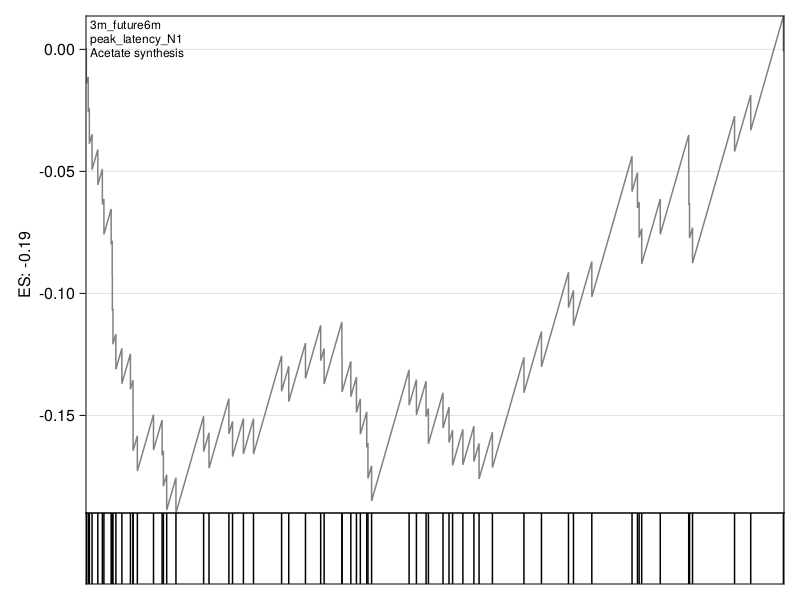 3m_future6m
peak_latency_N1
Acetate synthesis
0.00
-0.05
-0.10
-0.15
ES: -0.19